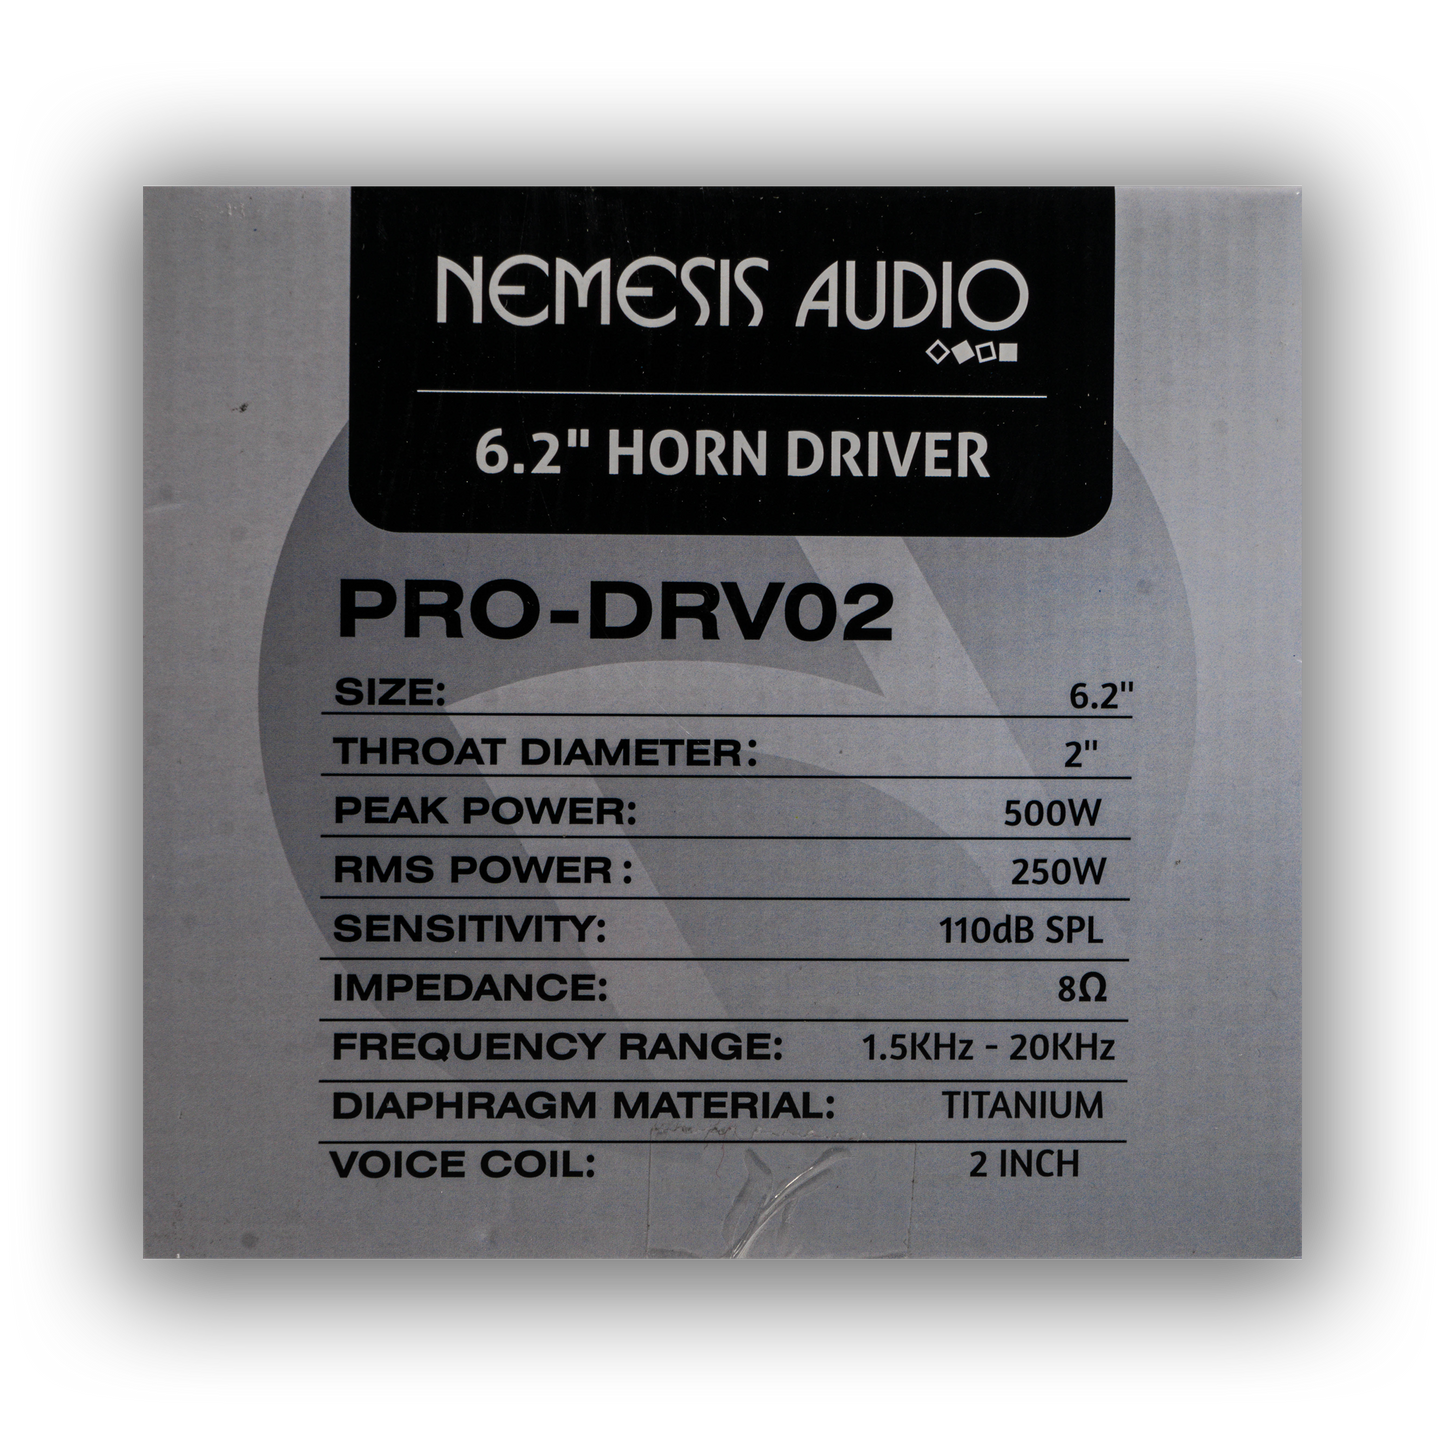 NEMESIS AUDIO
6.2" HORN DRIVER
PRO-DRV02
SIZE: 6.2"
THROAT DIAMETER: 2"
PEAK POWER: 500W
RMS POWER : 250W
SENSITIVITY: 110dB SPL
IMPEDANCE: 8Ω
FREQUENCY RANGE: 1.5KHz - 20KHz
DIAPHRAGM MATERIAL: TITANIUM
VOICE COIL: 2 INCH